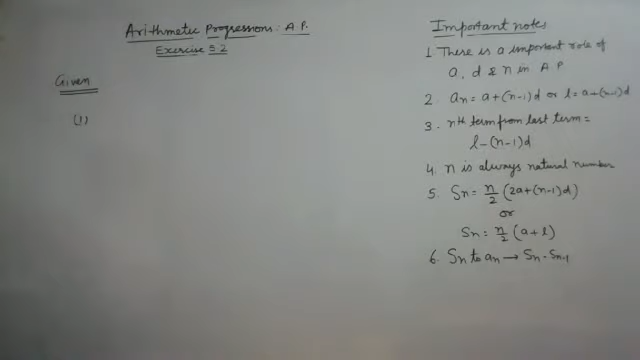 Arithmetic Progressions: A.P.
Exercise 5.2
Given
(1)
Important notes
1. There is a important role of
a, d & n in A P
2. an = a+(n-1)d or l = a+(n-1)d
3. nth term from last term =
l-(n-1)d
4. n is always natural number
5. Sn = n/2 (2a+(n-1)d)
or
Sn = n/2 (a+l)
6. Sn to an → Sn - Sn-1